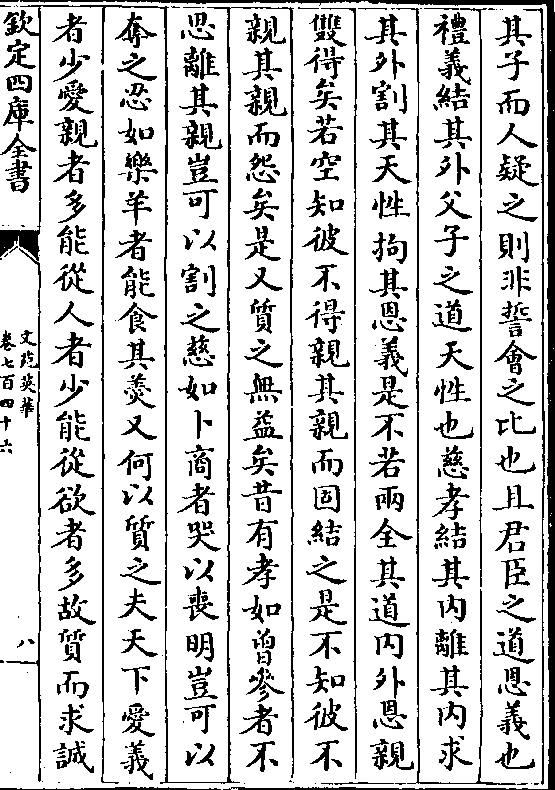 其子而人疑之則非誓會之比也且君臣之道恩義也
禮義結其外父子之道天性也慈孝結其内離其内求
其外割其天性拘其恩義是不若兩全其道内外恩親
雙得矣若空知彼不得親其親而固結之是不知彼不
親其親而怨矣是又質之無益矣昔有孝如曾參者不
思離其親豈可以割之慈如卜商者哭以喪明豈可以
奪之忍如樂羊者能食其羮又何以質之夫天下愛義
者少愛親者多能從人者少能從欲者多故質而求誠
欽定四庫全書
文苑英華
卷七百四十六
八